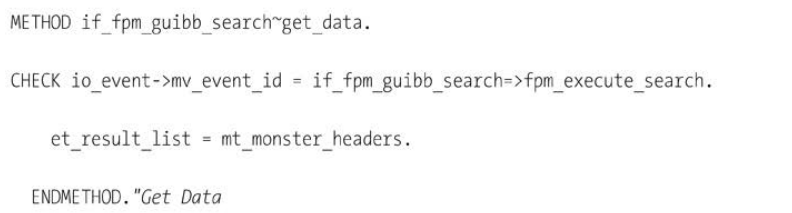 METHOD if_fpm_guibb_search~get_data.
CHECK io_event->mv_event_id = if_fpm_guibb_search=>fpm_execute_search.
et_result_list = mt_monster_headers.
ENDMETHOD."Get Data